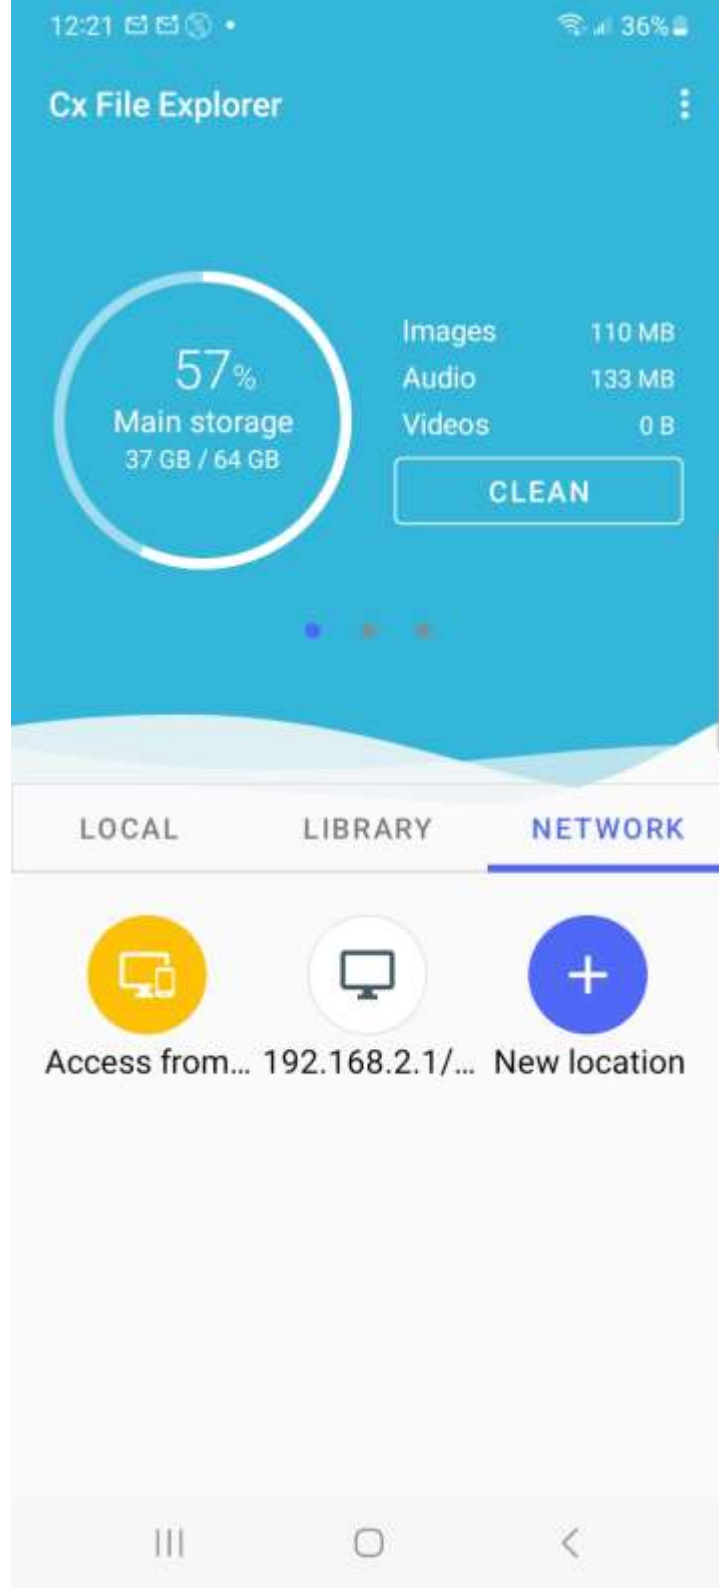 12:21 36%
Cx File Explorer
57%
Main storage
37 GB / 64 GB
Images 110 MB
Audio 133 MB
Videos 0 B
CLEAN
LOCAL LIBRARY NETWORK
Access from... 192.168.2.1/... New location